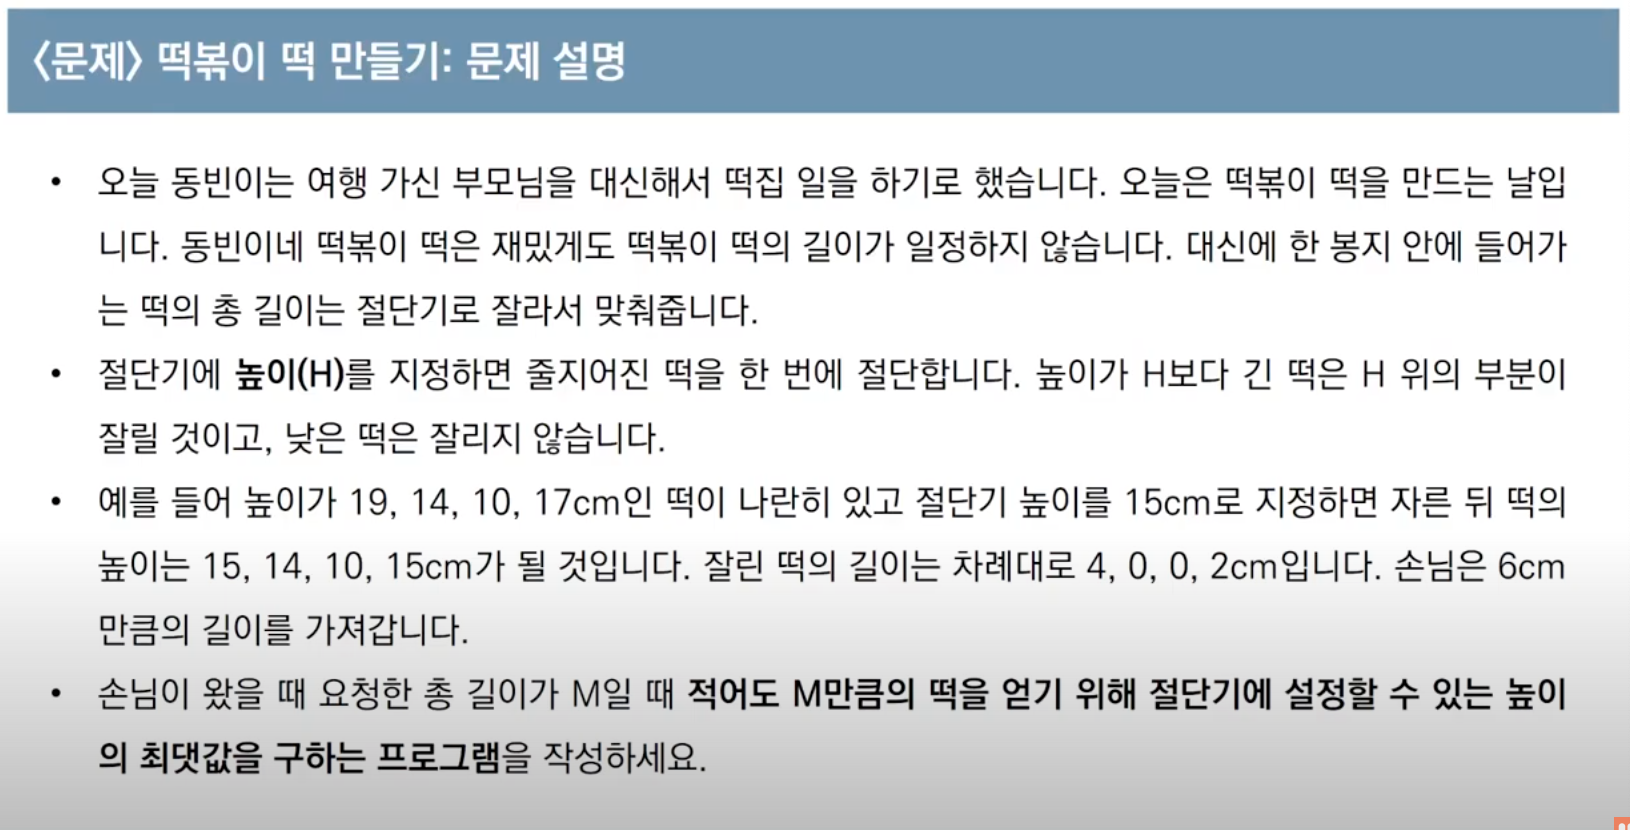 <문제> 떡볶이 떡 만들기: 문제 설명
• 오늘 동빈이는 여행 가신 부모님을 대신해서 떡집 일을 하기로 했습니다. 오늘은 떡볶이 떡을 만드는 날입
니다. 동빈이네 떡볶이 떡은 재밌게도 떡볶이 떡의 길이가 일정하지 않습니다. 대신에 한 봉지 안에 들어가
는 떡의 총 길이는 절단기로 잘라서 맞춰줍니다.
• 절단기에 높이(H)를 지정하면 줄지어진 떡을 한 번에 절단합니다. 높이가 H보다 긴 떡은 H 위의 부분이
잘릴 것이고, 낮은 떡은 잘리지 않습니다.
• 예를 들어 높이가 19, 14, 10, 17cm인 떡이 나란히 있고 절단기 높이를 15cm로 지정하면 자른 뒤 떡의
높이는 15, 14, 10, 15cm가 될 것입니다. 잘린 떡의 길이는 차례대로 4, 0, 0, 2cm입니다. 손님은 6cm
만큼의 길이를 가져갑니다.
• 손님이 왔을 때 요청한 총 길이가 M일 때 적어도 M만큼의 떡을 얻기 위해 절단기에 설정할 수 있는 높이
의 최댓값을 구하는 프로그램을 작성하세요.